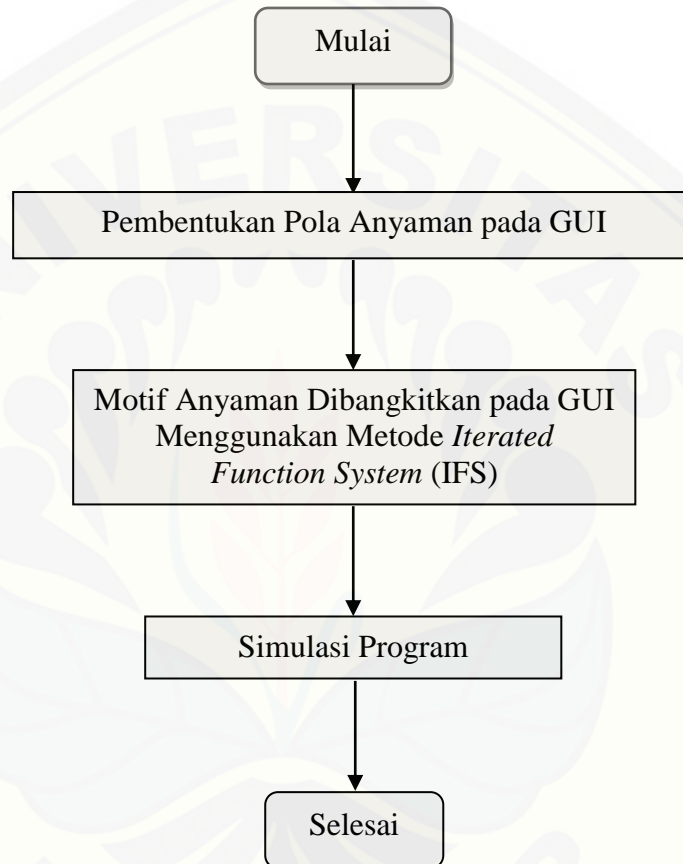 Mulai
Pembentukan Pola Anyaman pada GUI
Motif Anyaman Dibangkitkan pada GUI
Menggunakan Metode Iterated
Function System (IFS)
Simulasi Program
Selesai